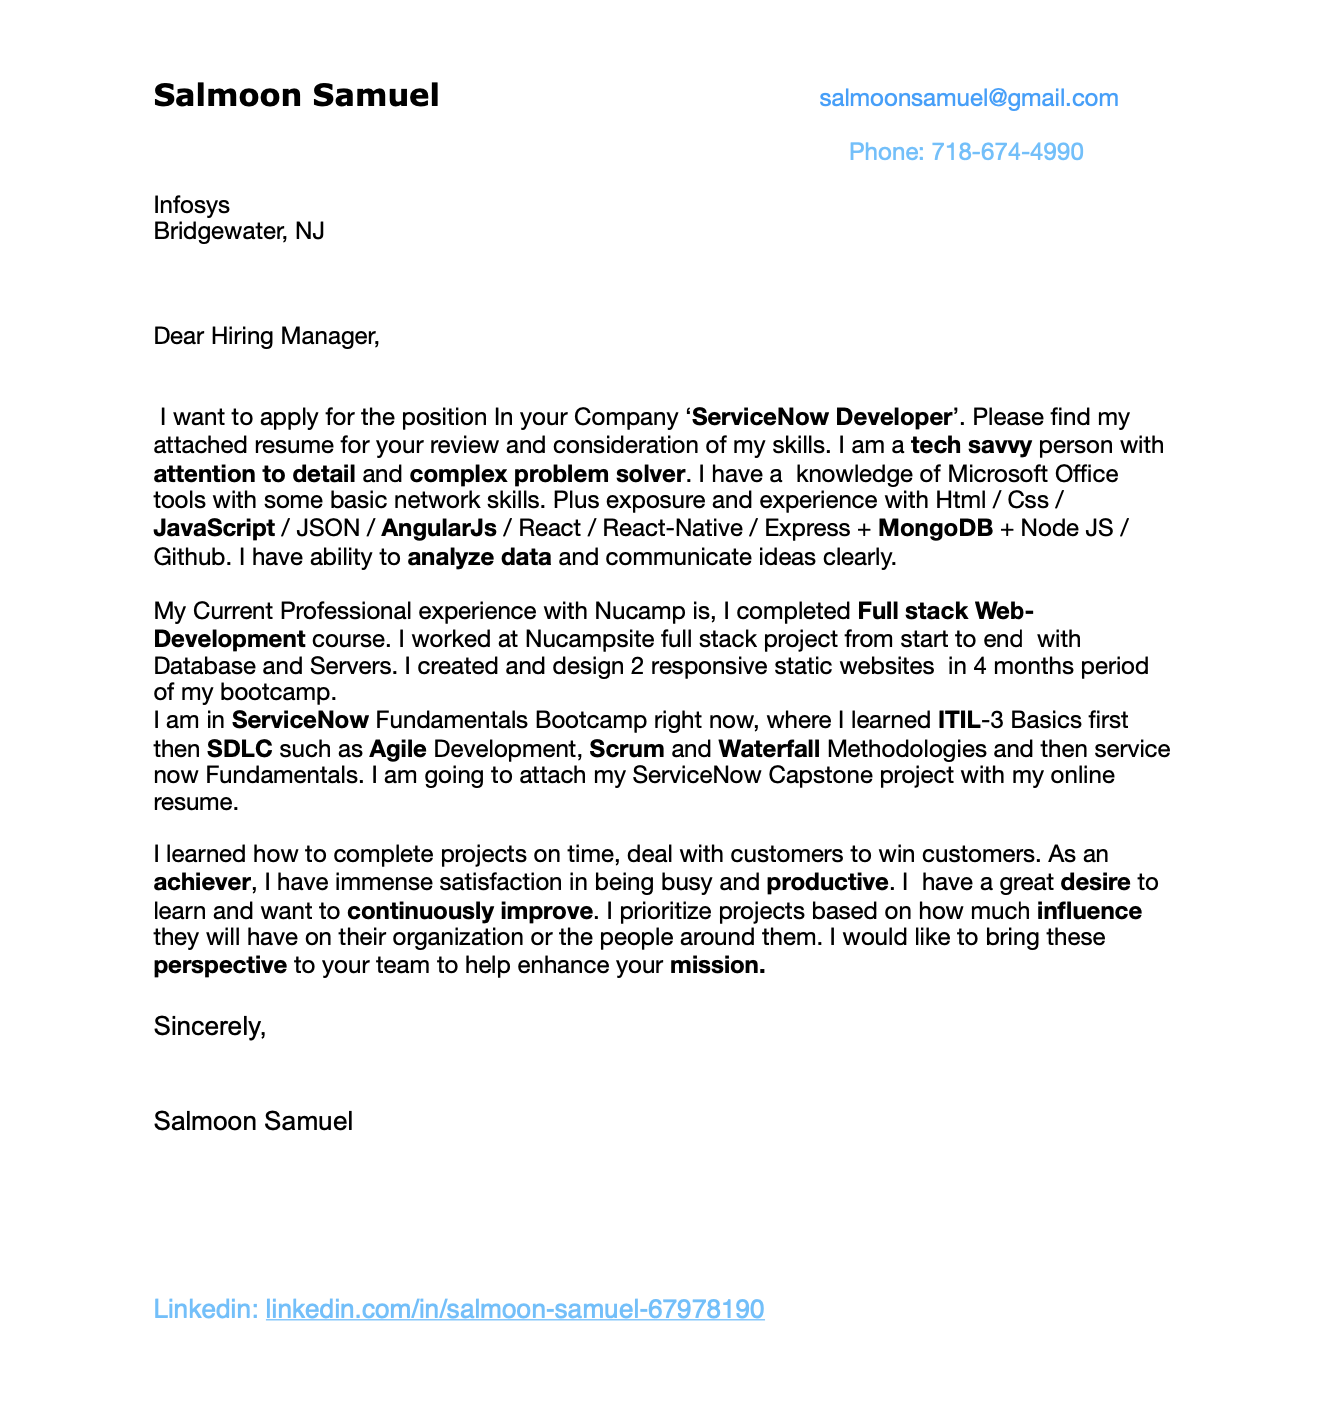 Salmoon Samuel
salmoonsamuel@gmail.com
Phone: 718-674-4990
Infosys
Bridgewater, NJ
Dear Hiring Manager,
I want to apply for the position In your Company ‘ServiceNow Developer’. Please find my
attached resume for your review and consideration of my skills. I am a tech savvy person with
attention to detail and complex problem solver. I have a  knowledge of Microsoft Office
tools with some basic network skills. Plus exposure and experience with Html / Css /
JavaScript / JSON / AngularJs / React / React-Native / Express + MongoDB + Node JS /
Github. I have ability to analyze data and communicate ideas clearly.
My Current Professional experience with Nucamp is, I completed Full stack Web-
Development course. I worked at Nucampsite full stack project from start to end  with
Database and Servers. I created and design 2 responsive static websites  in 4 months period
of my bootcamp.
I am in ServiceNow Fundamentals Bootcamp right now, where I learned ITIL-3 Basics first
then SDLC such as Agile Development, Scrum and Waterfall Methodologies and then service
now Fundamentals. I am going to attach my ServiceNow Capstone project with my online
resume.
I learned how to complete projects on time, deal with customers to win customers. As an
achiever, I have immense satisfaction in being busy and productive. I  have a great desire to
learn and want to continuously improve. I prioritize projects based on how much influence
they will have on their organization or the people around them. I would like to bring these
perspective to your team to help enhance your mission.
Sincerely,
Salmoon Samuel
Linkedin: linkedin.com/in/salmoon-samuel-67978190